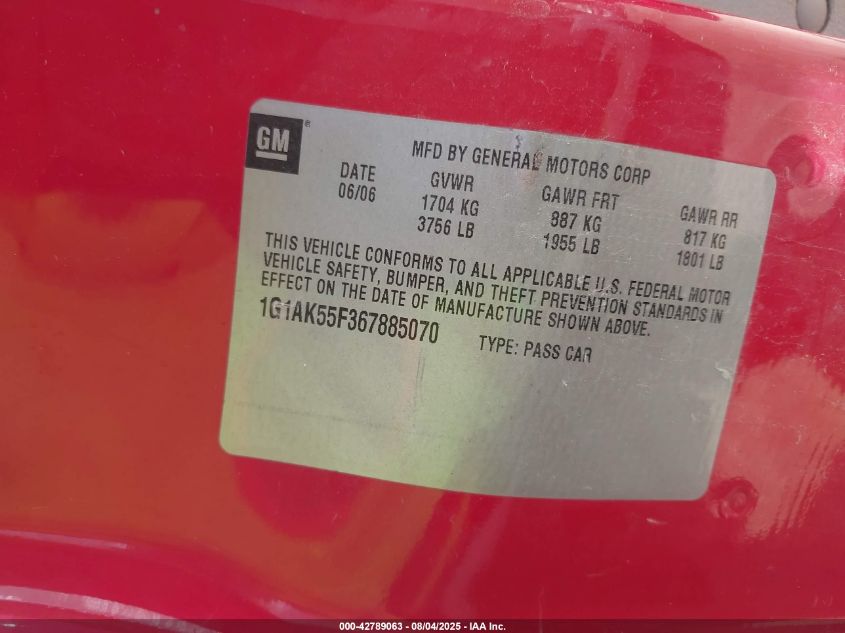 GM®
MFD BY GENERAL MOTORS CORP
DATE GVWR GAWR FRT GAWR RR
06/06 1704 KG 887 KG 817 KG
3756 LB 1955 LB 1801 LB
THIS VEHICLE CONFORMS TO ALL APPLICABLE U.S. FEDERAL MOTOR
VEHICLE SAFETY, BUMPER, AND THEFT PREVENTION STANDARDS IN
EFFECT ON THE DATE OF MANUFACTURE SHOWN ABOVE.
1G1AK55F367885070 TYPE: PASS CAR
000-42789063 - 08/04/2025 - IAA Inc.